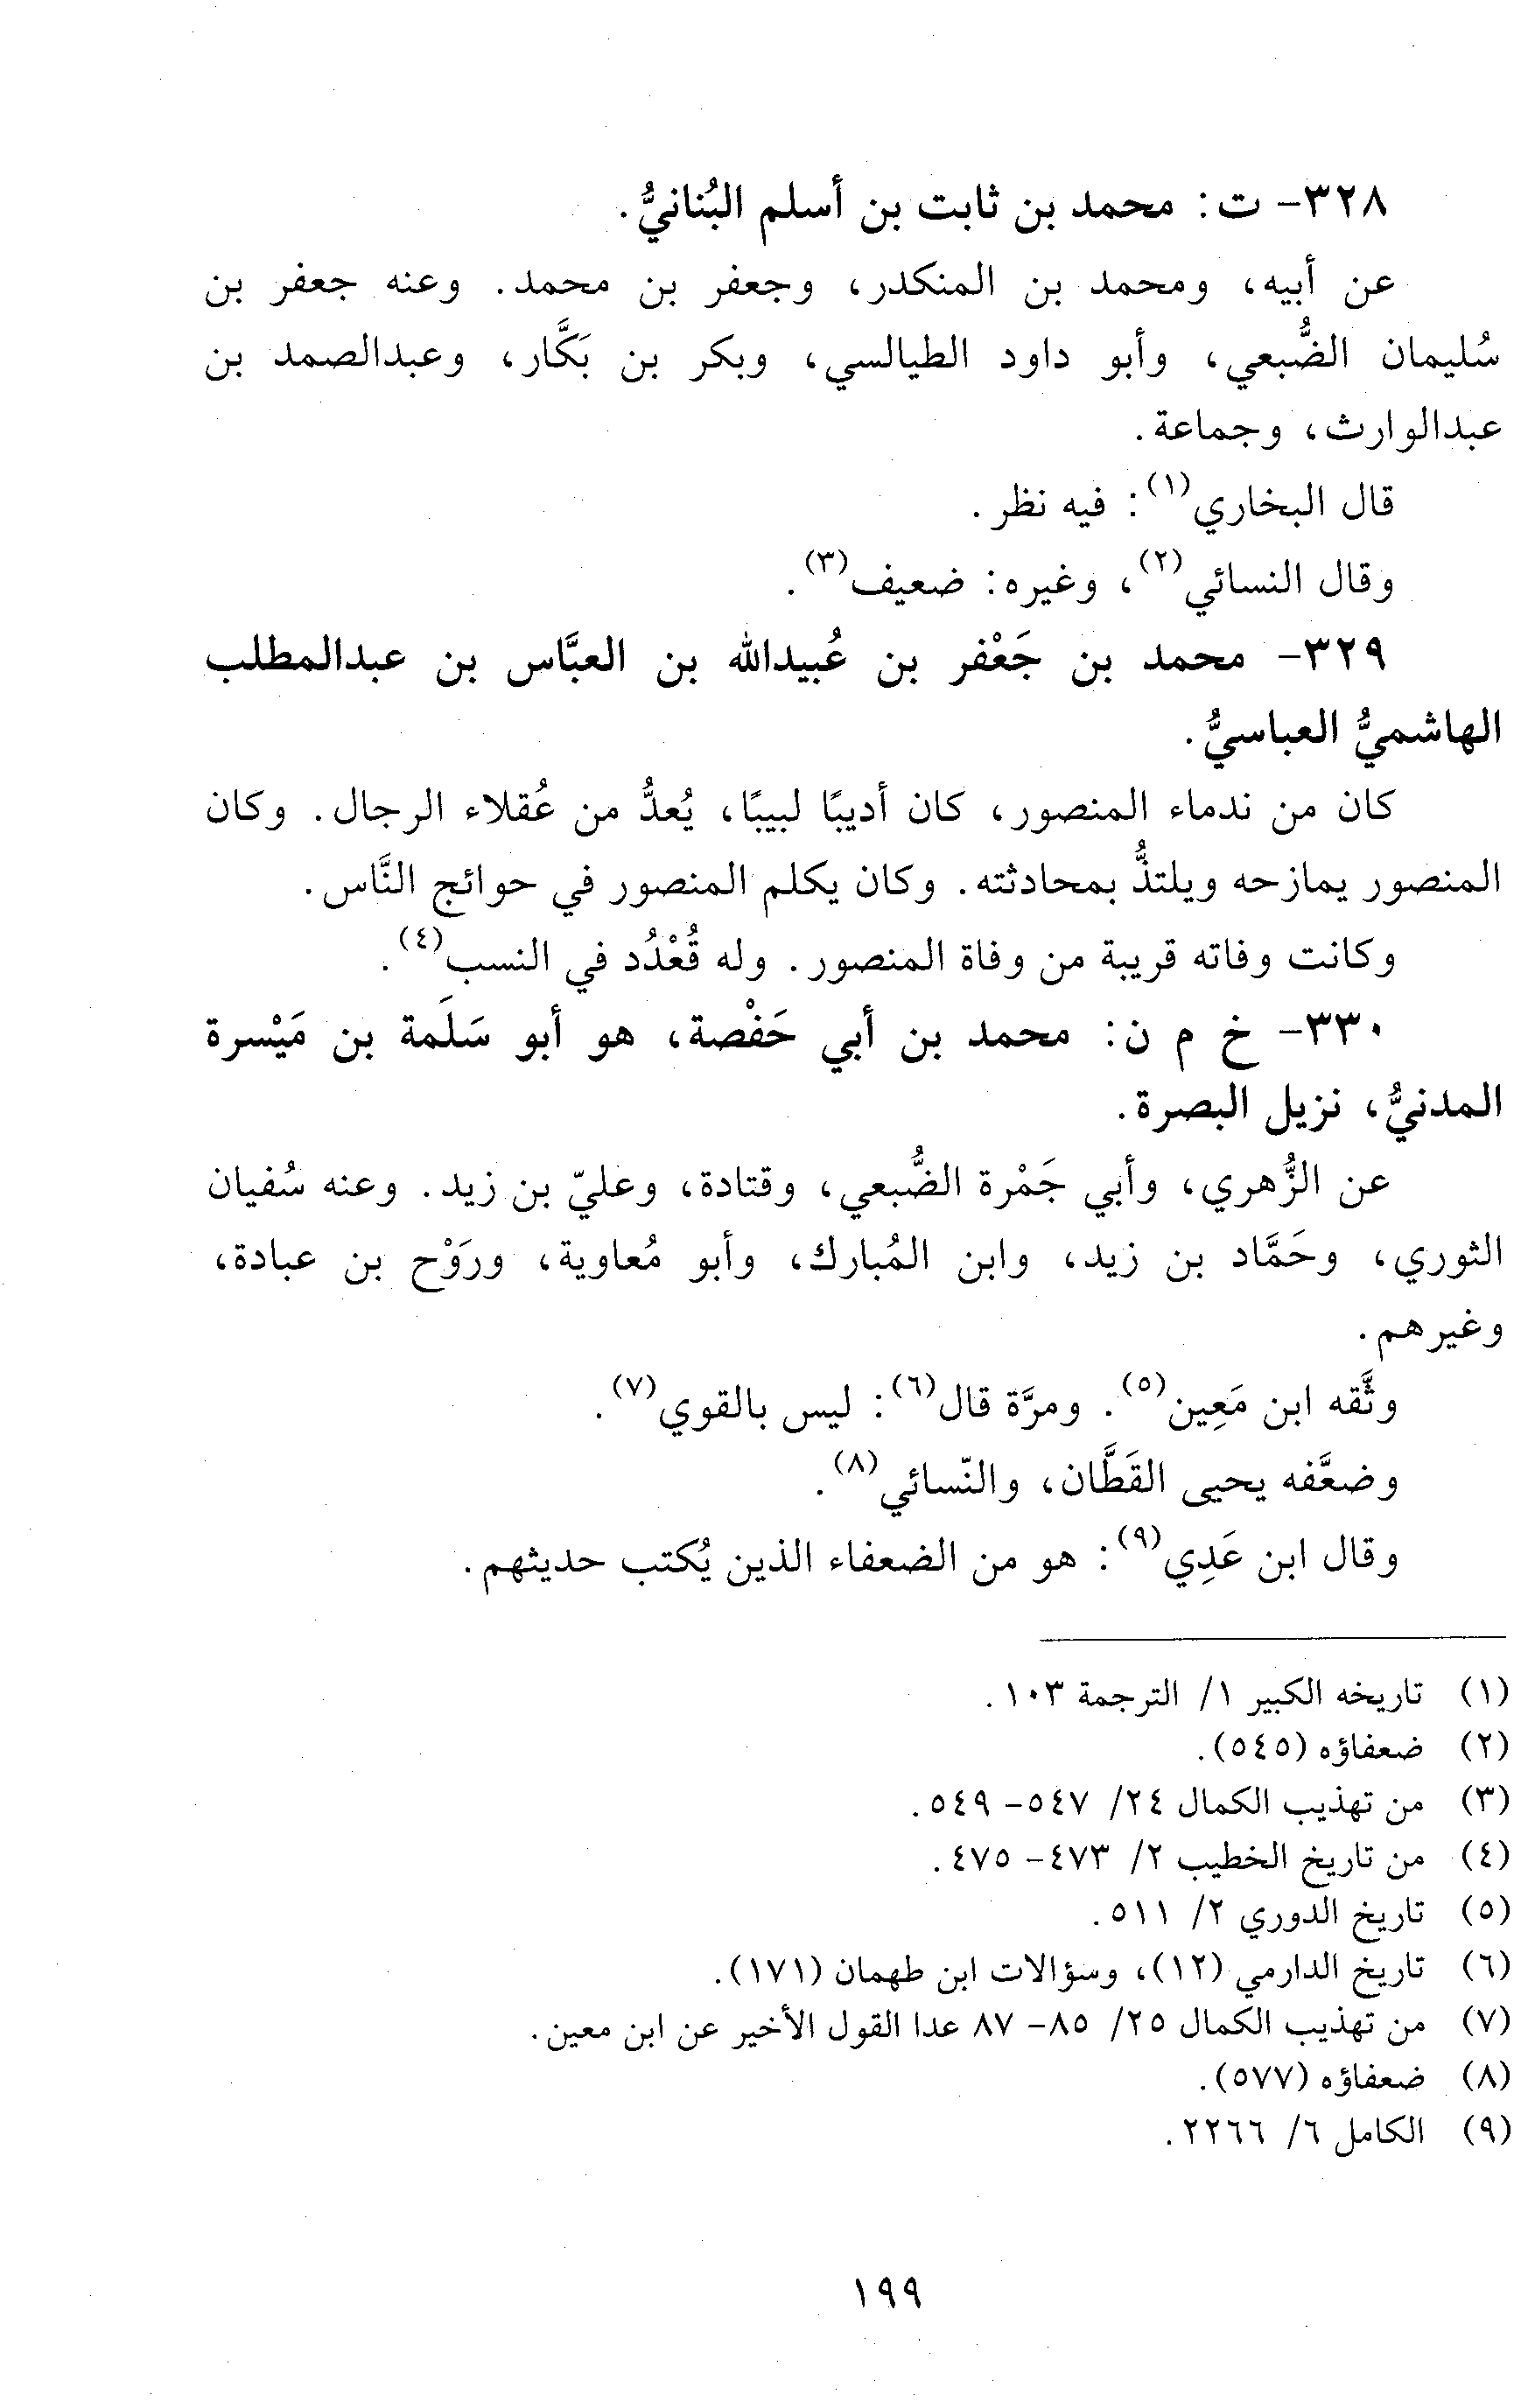 ٣٢٨- ت: محمد بن ثابت بن أسلم البُنانيُّ.
عن أبيه، ومحمد بن المنكدر، وجعفر بن محمد. وعنه جعفر بن
سُليمان الضُّبعي، وأبو داود الطيالسي، وبكر بن بَكَّار، وعبدالصمد بن
عبدالوارث، وجماعة.
قال البخاري(١): فيه نظر.
وقال النسائي(٢)، وغيره: ضعيف(٣).
٣٢٩- محمد بن جَعْفر بن عُبيدالله بن العبَّاس بن عبدالمطلب
الهاشميُّ العباسيُّ.
كان من ندماء المنصور، كان أديبًا لبيبًا، يُعدُّ من عُقلاء الرجال. وكان
المنصور يمازحه ويلتذُّ بمحادثته. وكان يكلم المنصور في حوائج النَّاس.
وكانت وفاته قريبة من وفاة المنصور. وله قُعْدُد في النسب(٤).
٣٣٠- خ م ن: محمد بن أبي حَفْصة، هو أبو سَلَمة بن مَيْسرة
المدنيُّ، نزيل البصرة.
عن الزُّهري، وأبي جَمْرة الضُّبعي، وقتادة، وعليّ بن زيد. وعنه سُفيان
الثوري، وحَمَّاد بن زيد، وابن المُبارك، وأبو مُعاوية، ورَوْح بن عبادة،
وغيرهم.
وثَّقه ابن مَعِين(٥). ومرَّة قال(٦): ليس بالقوي(٧).
وضعَّفه يحيى القَطَّان، والنّسائي(٨).
وقال ابن عَدِي(٩): هو من الضعفاء الذين يُكتب حديثهم.
(١) تاريخه الكبير ١/ الترجمة ١٠٣.
(٢) ضعفاؤه (٥٤٥).
(٣) من تهذيب الكمال ٢٤/ ٥٤٧- ٥٤٩.
(٤) من تاريخ الخطيب ٢/ ٤٧٣- ٤٧٥.
(٥) تاريخ الدوري ٢/ ٥١١.
(٦) تاريخ الدارمي (١٢)، وسؤالات ابن طهمان (١٧١).
(٧) من تهذيب الكمال ٢٥/ ٨٥- ٨٧ عدا القول الأخير عن ابن معين.
(٨) ضعفاؤه (٥٧٧).
(٩) الكامل ٦/ ٢٢٦٦.
١٩٩